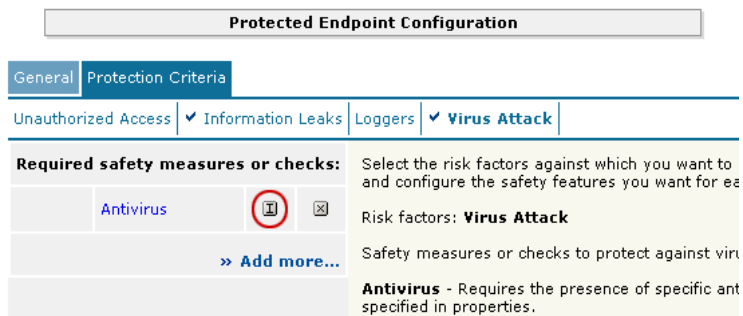 Protected Endpoint Configuration
General Protection Criteria
Unauthorized Access Information Leaks Loggers Virus Attack
Required safety measures or checks:
Antivirus
» Add more...
Select the risk factors against which you want to
and configure the safety features you want for ea
Risk factors: Virus Attack
Safety measures or checks to protect against viru
Antivirus - Requires the presence of specific ant
specified in properties.